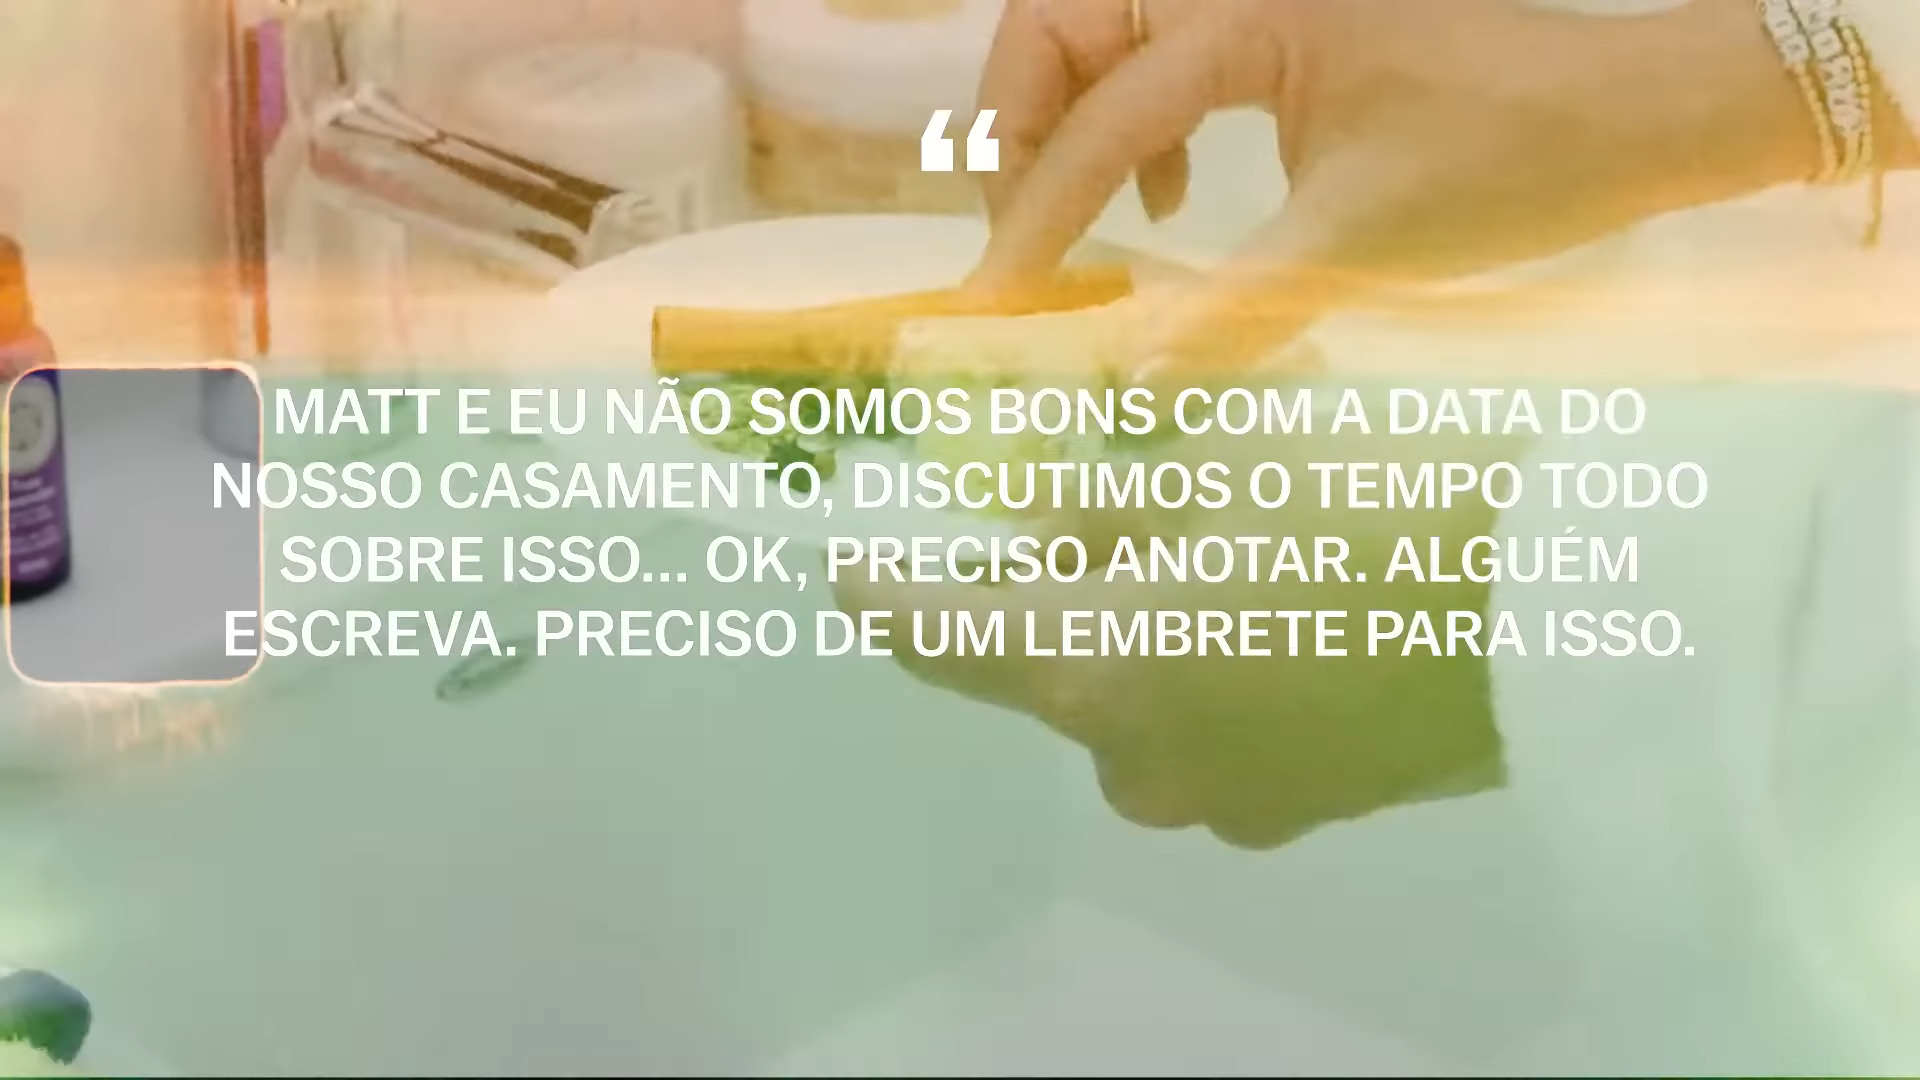 “
MATT E EU NÃO SOMOS BONS COM A DATA DO
NOSSO CASAMENTO, DISCUTIMOS O TEMPO TODO
SOBRE ISSO... OK, PRECISO ANOTAR. ALGUÉM
ESCREVA. PRECISO DE UM LEMBRETE PARA ISSO.